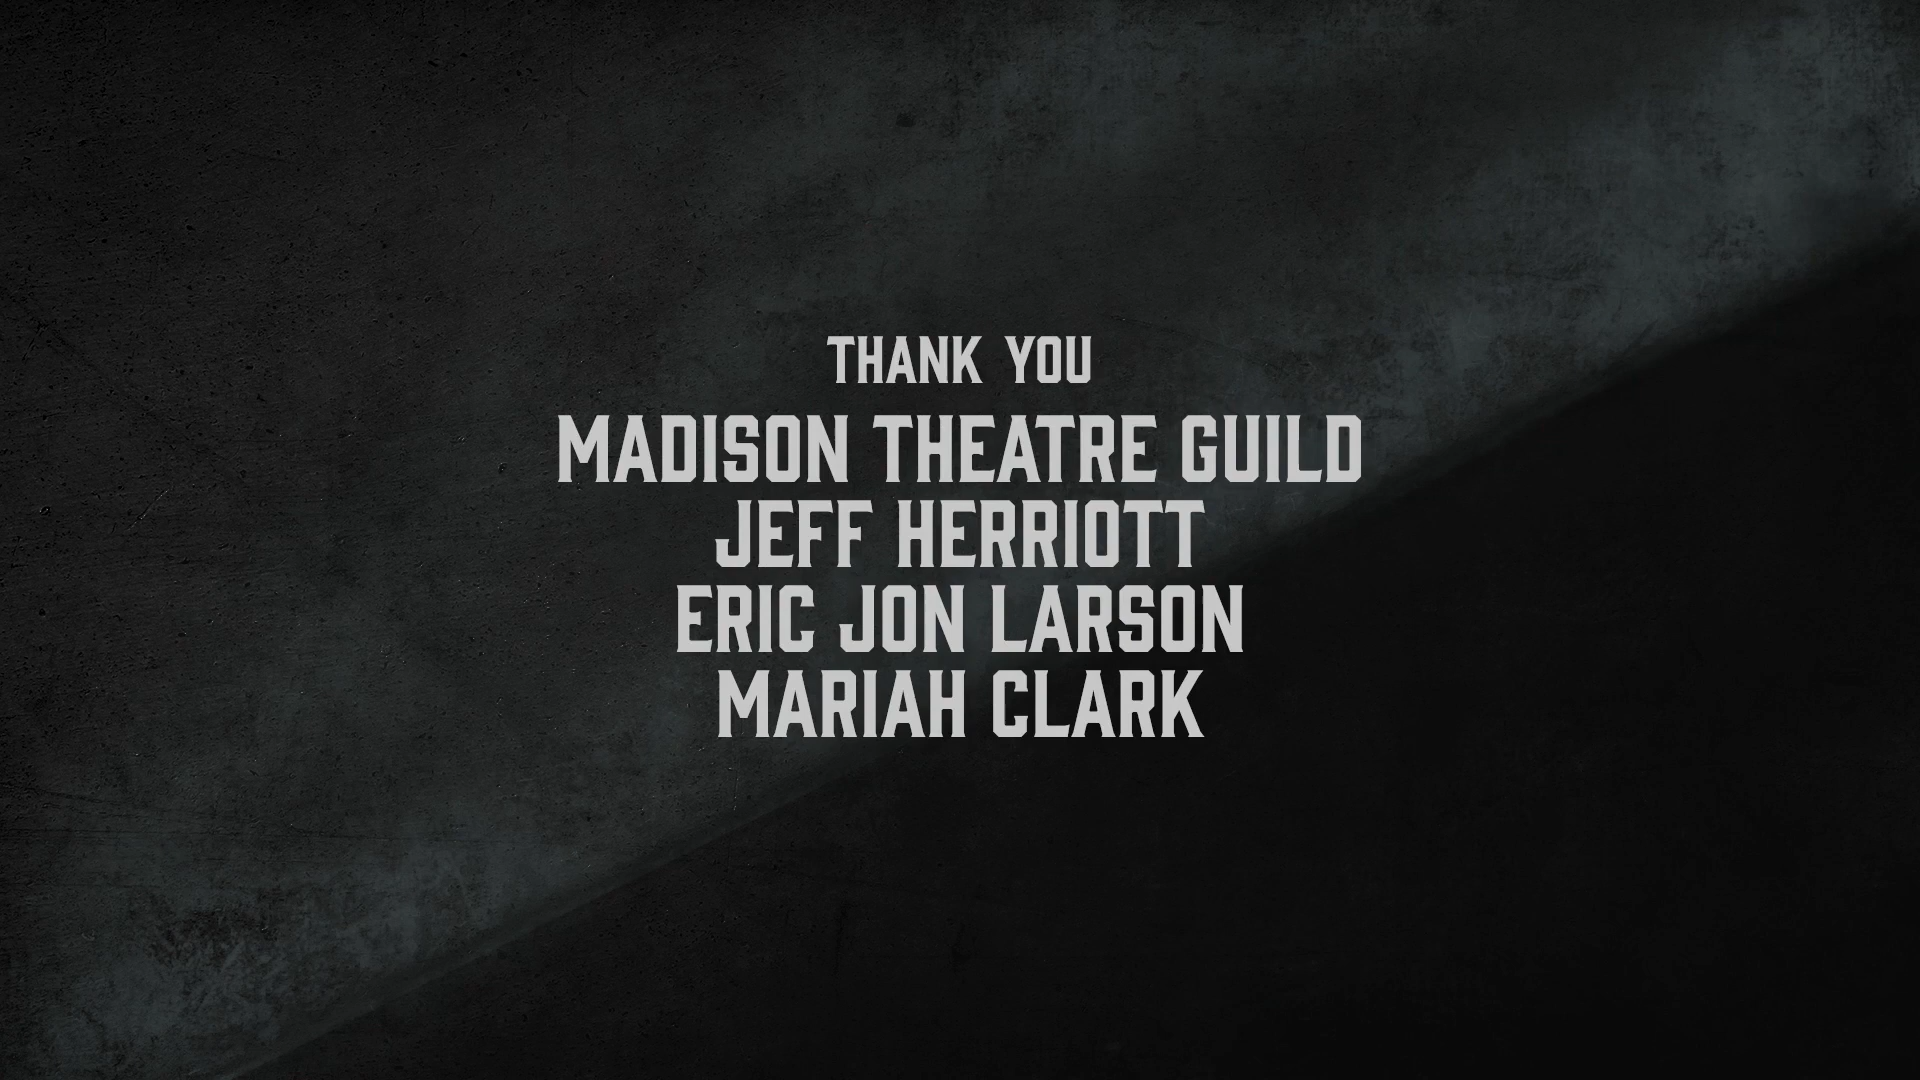 THANK YOU
MADISON THEATRE GUILD
JEFF HERRIOTT
ERIC JON LARSON
MARIAH CLARK